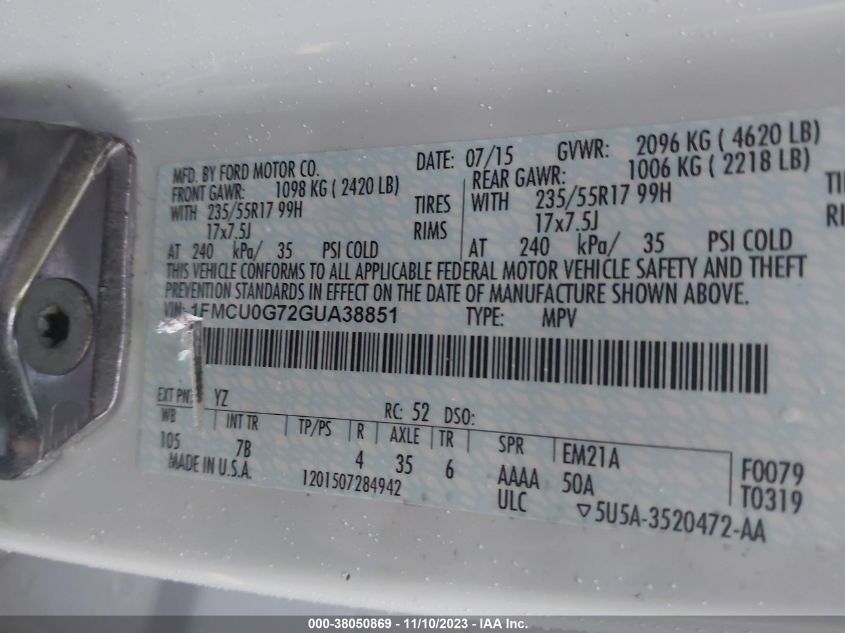 MFD. BY FORD MOTOR CO. DATE: 07/15 GVWR: 2096 KG ( 4620 LB)
FRONT GAWR: 1098 KG ( 2420 LB) REAR GAWR: 1006 KG ( 2218 LB)
WITH 235/55R17 99H TIRES WITH 235/55R17 99H TI
17x7.5J RIMS 17x7.5J RI
AT 240 kPa/ 35 PSI COLD AT 240 kPa/ 35 PSI COLD
THIS VEHICLE CONFORMS TO ALL APPLICABLE FEDERAL MOTOR VEHICLE SAFETY AND THEFT
PREVENTION STANDARDS IN EFFECT ON THE DATE OF MANUFACTURE SHOWN ABOVE.
VIN: 1FMCU0G72GUA38851 TYPE: MPV
EXT PNT: YZ RC: 52 DSO:
WB INT TR TP/PS R AXLE TR SPR EM21A F0079
105 7B 4 35 6 AAAA 50A T0319
MADE IN U.S.A. 1201507284942 ULC ▽5U5A-3520472-AA
000-38050869 - 11/10/2023 - IAA Inc.